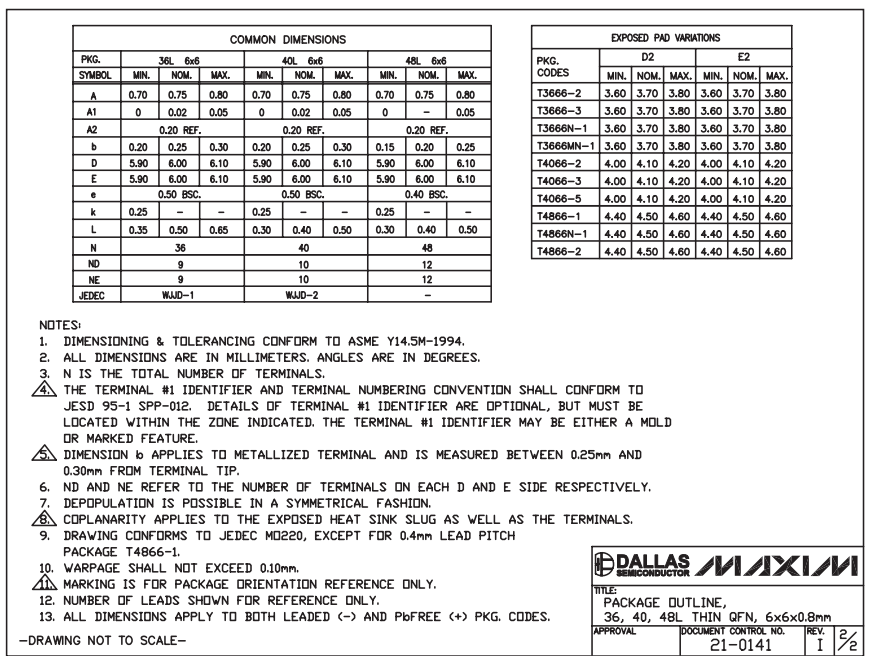 COMMON DIMENSIONS
PKG. 36L 6x6 40L 6x6 48L 6x6
SYMBOL MIN. NOM. MAX. MIN. NOM. MAX. MIN. NOM. MAX.
A 0.70 0.75 0.80 0.70 0.75 0.80 0.70 0.75 0.80
A1 0 0.02 0.05 0 0.02 0.05 0 – 0.05
A2 0.20 REF. 0.20 REF. 0.20 REF.
b 0.20 0.25 0.30 0.20 0.25 0.30 0.15 0.20 0.25
D 5.90 6.00 6.10 5.90 6.00 6.10 5.90 6.00 6.10
E 5.90 6.00 6.10 5.90 6.00 6.10 5.90 6.00 6.10
e 0.50 BSC. 0.50 BSC. 0.40 BSC.
k 0.25 – – 0.25 – – 0.25 – –
L 0.35 0.50 0.65 0.30 0.40 0.50 0.30 0.40 0.50
N 36 40 48
ND 9 10 12
NE 9 10 12
JEDEC WJJD–1 WJJD–2 –
EXPOSED PAD VARIATIONS
PKG. CODES D2 E2
MIN. NOM. MAX. MIN. NOM. MAX.
T3666–2 3.60 3.70 3.80 3.60 3.70 3.80
T3666–3 3.60 3.70 3.80 3.60 3.70 3.80
T3666N–1 3.60 3.70 3.80 3.60 3.70 3.80
T3666MN–1 3.60 3.70 3.80 3.60 3.70 3.80
T4066–2 4.00 4.10 4.20 4.00 4.10 4.20
T4066–3 4.00 4.10 4.20 4.00 4.10 4.20
T4066–5 4.00 4.10 4.20 4.00 4.10 4.20
T4866–1 4.40 4.50 4.60 4.40 4.50 4.60
T4866N–1 4.40 4.50 4.60 4.40 4.50 4.60
T4866–2 4.40 4.50 4.60 4.40 4.50 4.60
NOTES:
1. DIMENSIONING & TOLERANCING CONFORM TO ASME Y14.5M-1994.
2. ALL DIMENSIONS ARE IN MILLIMETERS. ANGLES ARE IN DEGREES.
3. N IS THE TOTAL NUMBER OF TERMINALS.
4. THE TERMINAL #1 IDENTIFIER AND TERMINAL NUMBERING CONVENTION SHALL CONFORM TO
JESD 95-1 SPP-012. DETAILS OF TERMINAL #1 IDENTIFIER ARE OPTIONAL, BUT MUST BE
LOCATED WITHIN THE ZONE INDICATED. THE TERMINAL #1 IDENTIFIER MAY BE EITHER A MOLD
OR MARKED FEATURE.
5. DIMENSION b APPLIES TO METALLIZED TERMINAL AND IS MEASURED BETWEEN 0.25mm AND
0.30mm FROM TERMINAL TIP.
6. ND AND NE REFER TO THE NUMBER OF TERMINALS ON EACH D AND E SIDE RESPECTIVELY.
7. DEPOPULATION IS POSSIBLE IN A SYMMETRICAL FASHION.
8. COPLANARITY APPLIES TO THE EXPOSED HEAT SINK SLUG AS WELL AS THE TERMINALS.
9. DRAWING CONFORMS TO JEDEC MO220, EXCEPT FOR 0.4mm LEAD PITCH
PACKAGE T4866-1.
10. WARPAGE SHALL NOT EXCEED 0.10mm.
11. MARKING IS FOR PACKAGE ORIENTATION REFERENCE ONLY.
12. NUMBER OF LEADS SHOWN FOR REFERENCE ONLY.
13. ALL DIMENSIONS APPLY TO BOTH LEADED (-) AND PbFREE (+) PKG. CODES.
-DRAWING NOT TO SCALE-
DALLAS SEMICONDUCTOR MAXIM
TITLE:
PACKAGE OUTLINE,
36, 40, 48L THIN QFN, 6x6x0.8mm
APPROVAL DOCUMENT CONTROL NO. REV.
21-0141 I 2/2